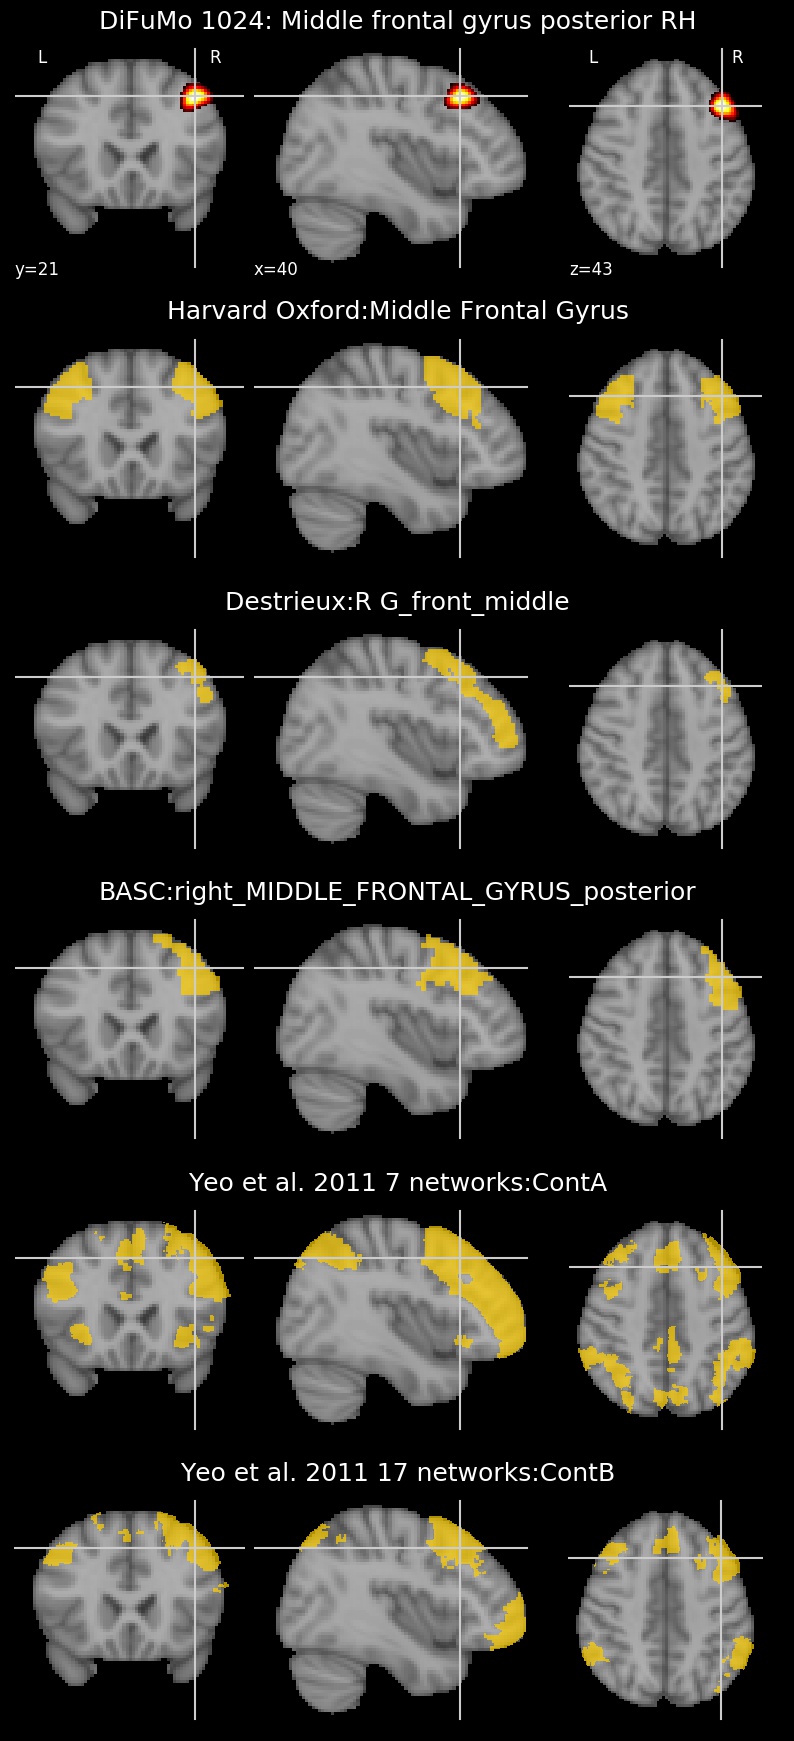 DiFuMo 1024: Middle frontal gyrus posterior RH
L R L R
y=21 x=40 z=43
Harvard Oxford:Middle Frontal Gyrus
Destrieux:R G_front_middle
BASC:right_MIDDLE_FRONTAL_GYRUS_posterior
Yeo et al. 2011 7 networks:ContA
Yeo et al. 2011 17 networks:ContB